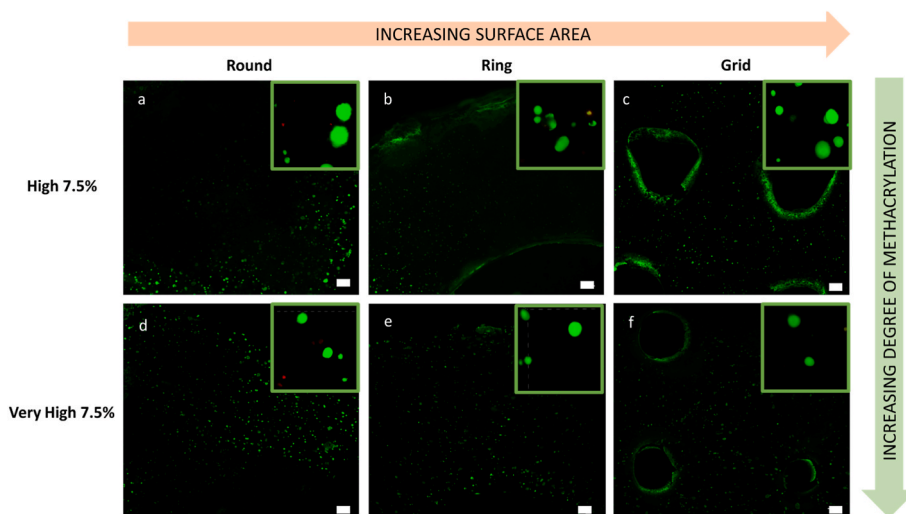 INCREASING SURFACE AREA
Round
Ring
Grid
High 7.5%
a
b
c
Very High 7.5%
d
e
f
INCREASING DEGREE OF METHACRYLATION